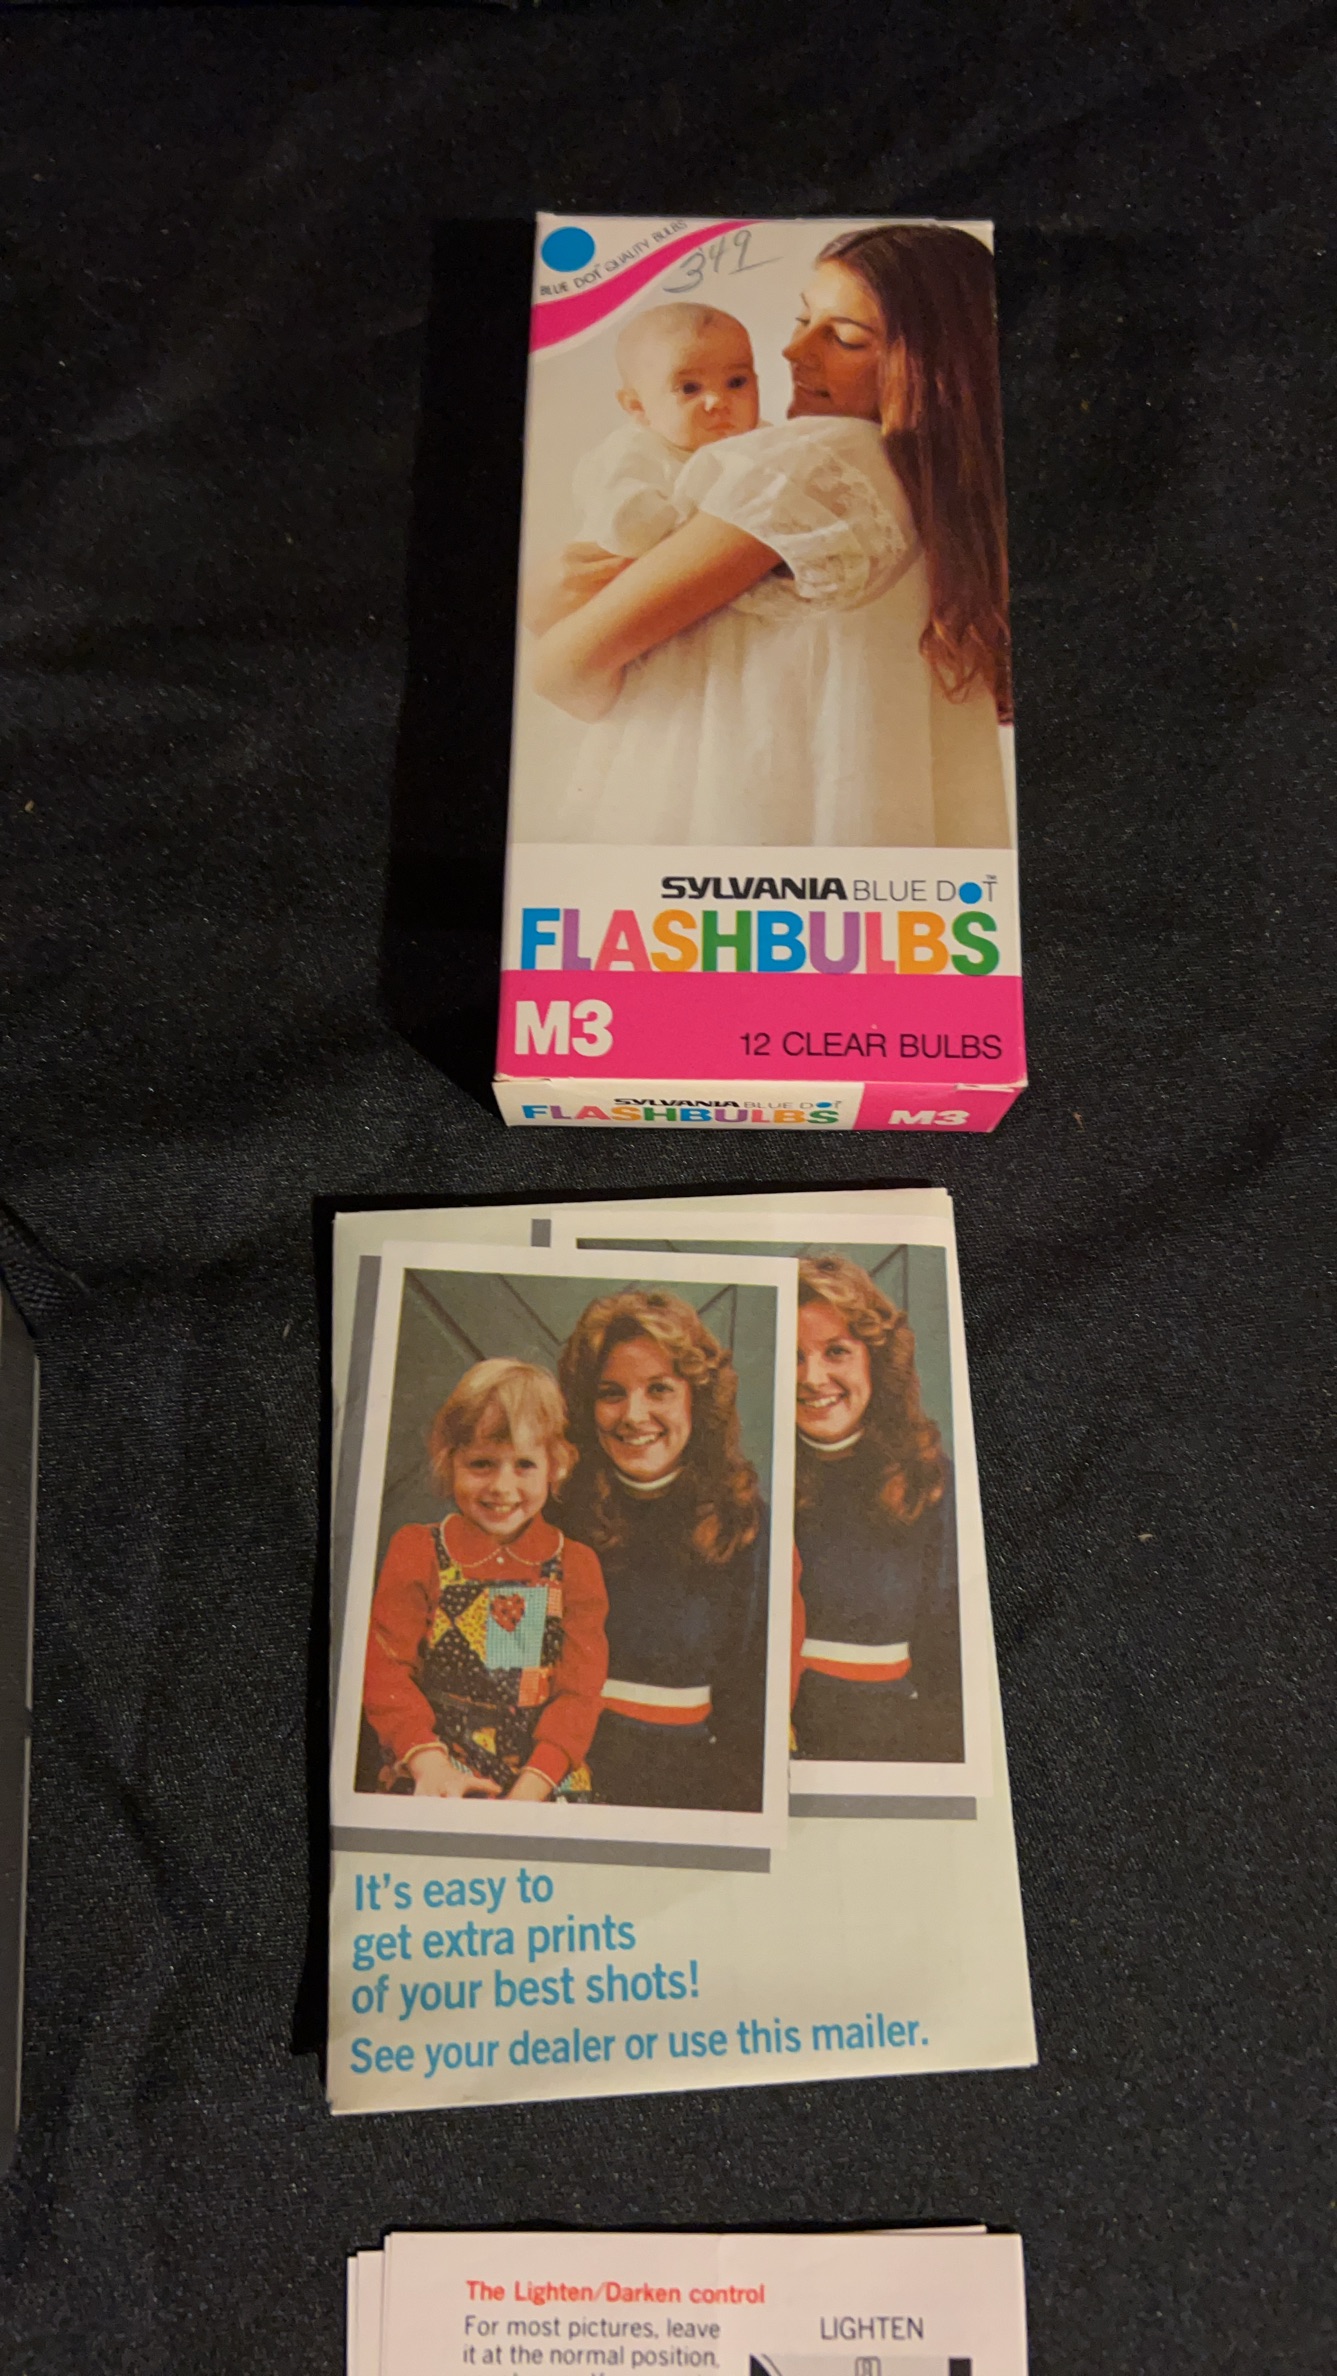 BLUE DOT QUALITY BULBS
349
SYLVANIA BLUE DOT™
FLASHBULBS
M3
12 CLEAR BULBS
SYLVANIA BLUE DOT
FLASHBULBS
M3
It's easy to
get extra prints
of your best shots!
See your dealer or use this mailer.
The Lighten/Darken control
For most pictures, leave
it at the normal position,
LIGHTEN